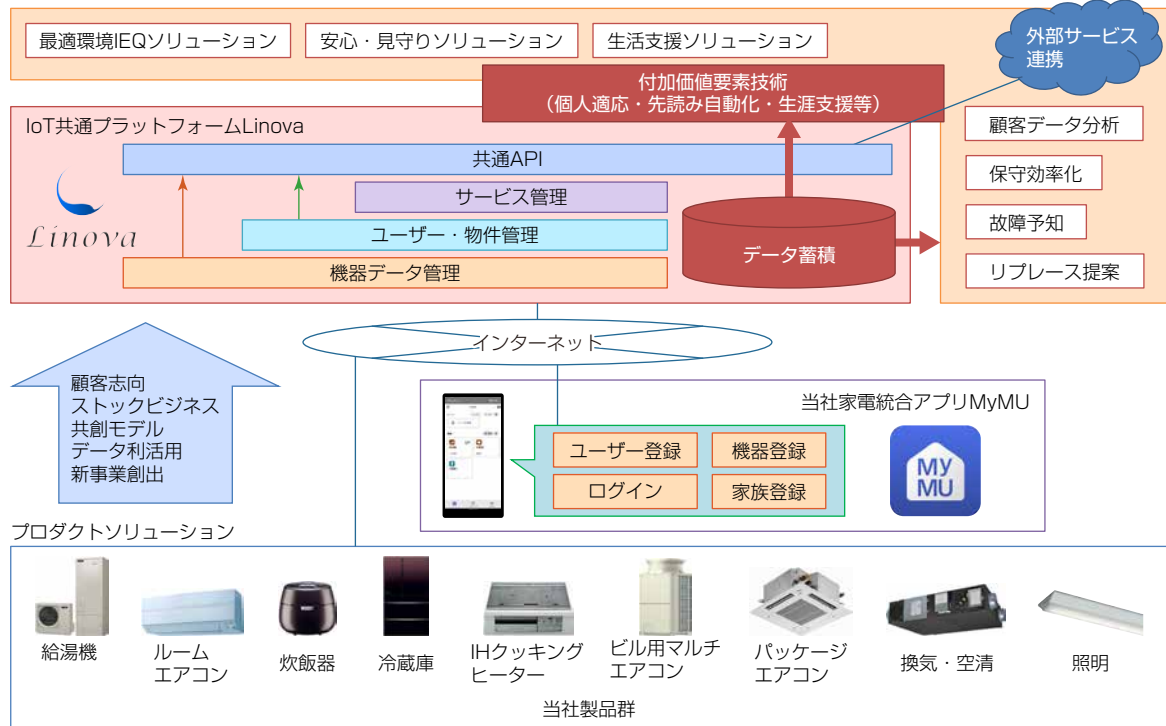 最適環境IEQソリューション
安心・見守りソリューション
生活支援ソリューション
外部サービス
連携
付加価値要素技術
（個人適応・先読み自動化・生涯支援等）
IoT共通プラットフォームLinova
共通API
サービス管理
ユーザー・物件管理
機器データ管理
Linova
データ蓄積
顧客データ分析
保守効率化
故障予知
リプレース提案
インターネット
顧客志向
ストックビジネス
共創モデル
データ利活用
新事業創出
当社家電統合アプリMyMU
ユーザー登録
機器登録
ログイン
家族登録
MY
MU
プロダクトソリューション
給湯機
ルーム
エアコン
炊飯器
冷蔵庫
IHクッキング
ヒーター
ビル用マルチ
エアコン
パッケージ
エアコン
換気・空清
照明
当社製品群